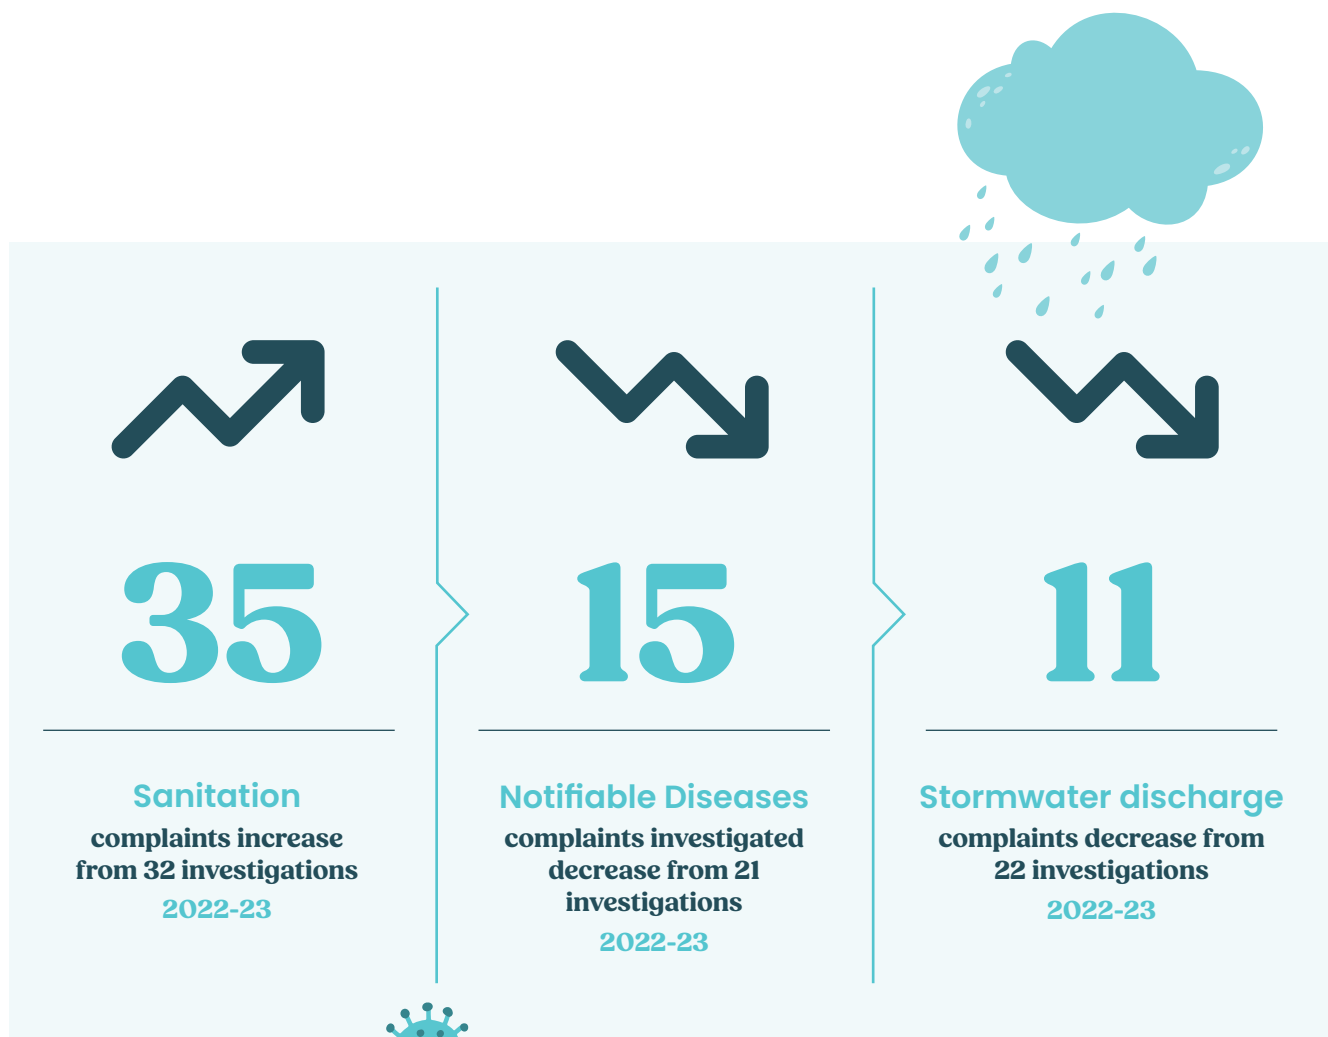 35
Sanitation
complaints increase
from 32 investigations
2022-23
15
Notifiable Diseases
complaints investigated
decrease from 21
investigations
2022-23
11
Stormwater discharge
complaints decrease from
22 investigations
2022-23